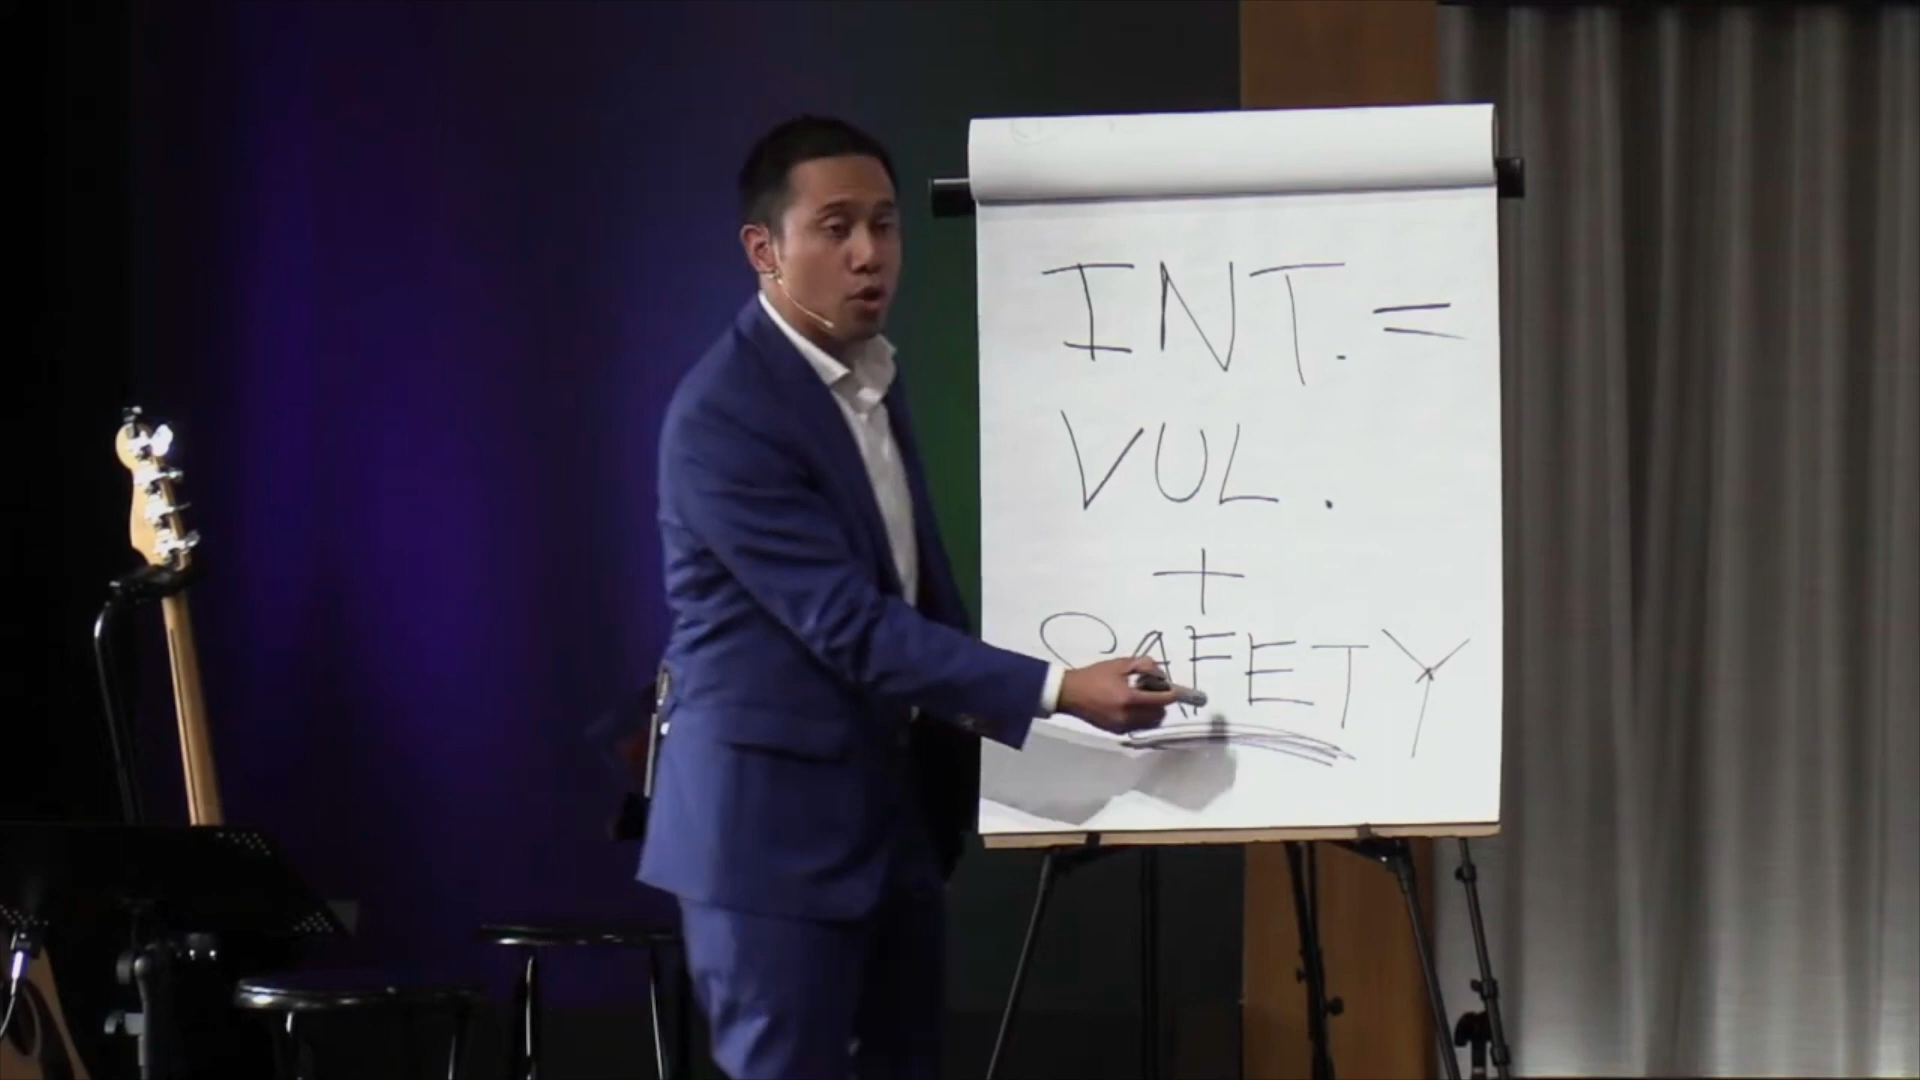 INT. =
VUL.
+
SAFETY